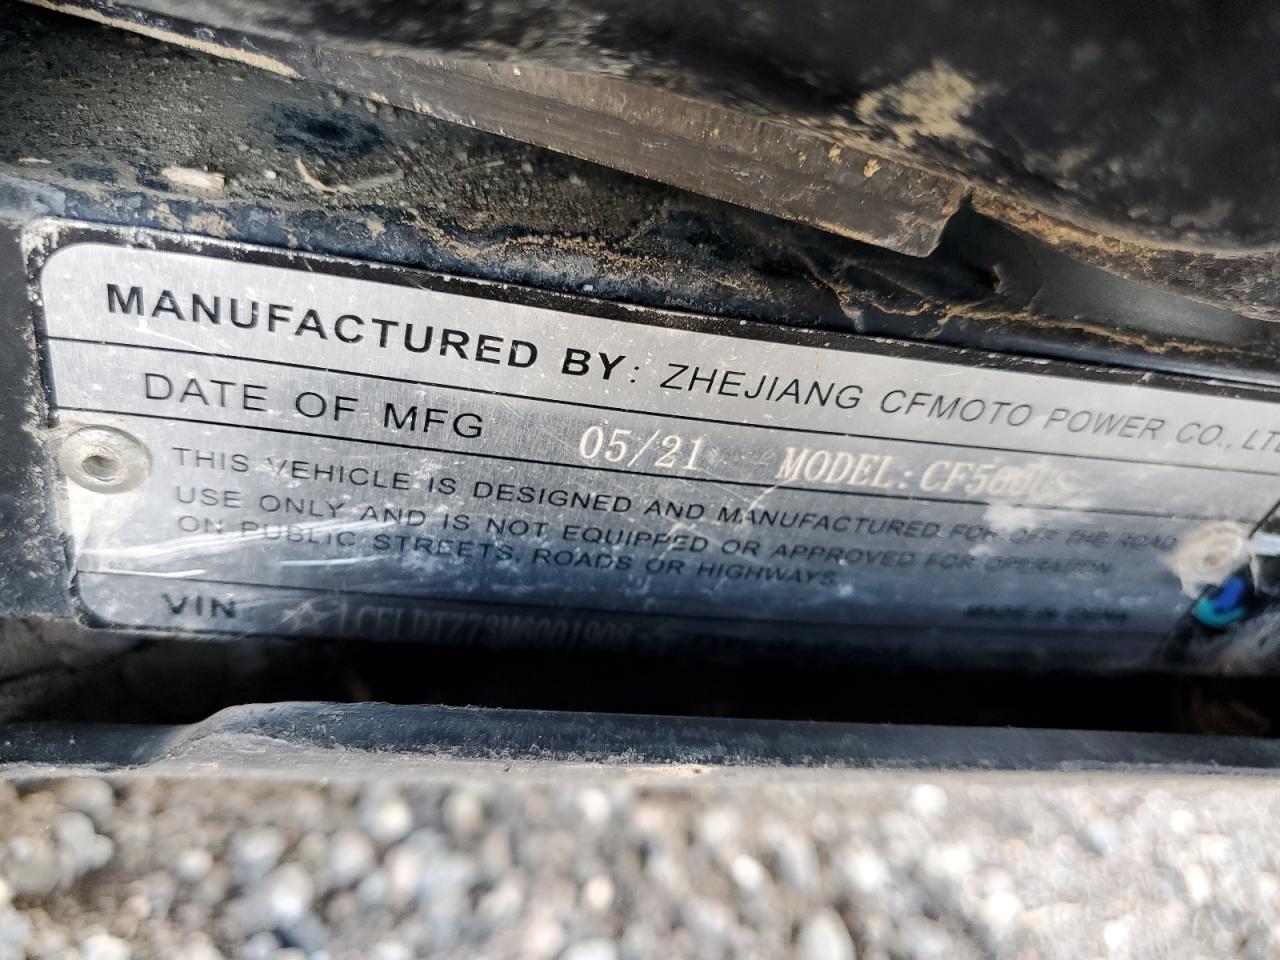 MANUFACTURED BY: ZHEJIANG CFMOTO POWER CO., LTD
DATE OF MFG 05/21 MODEL:
THIS VEHICLE IS DESIGNED AND MANUFACTURED FOR OFF THE ROAD
USE ONLY AND IS NOT EQUIPPED OR APPROVED FOR OPERATION
ON PUBLIC STREETS, ROADS OR HIGHWAYS
MADE IN CHINA
VIN